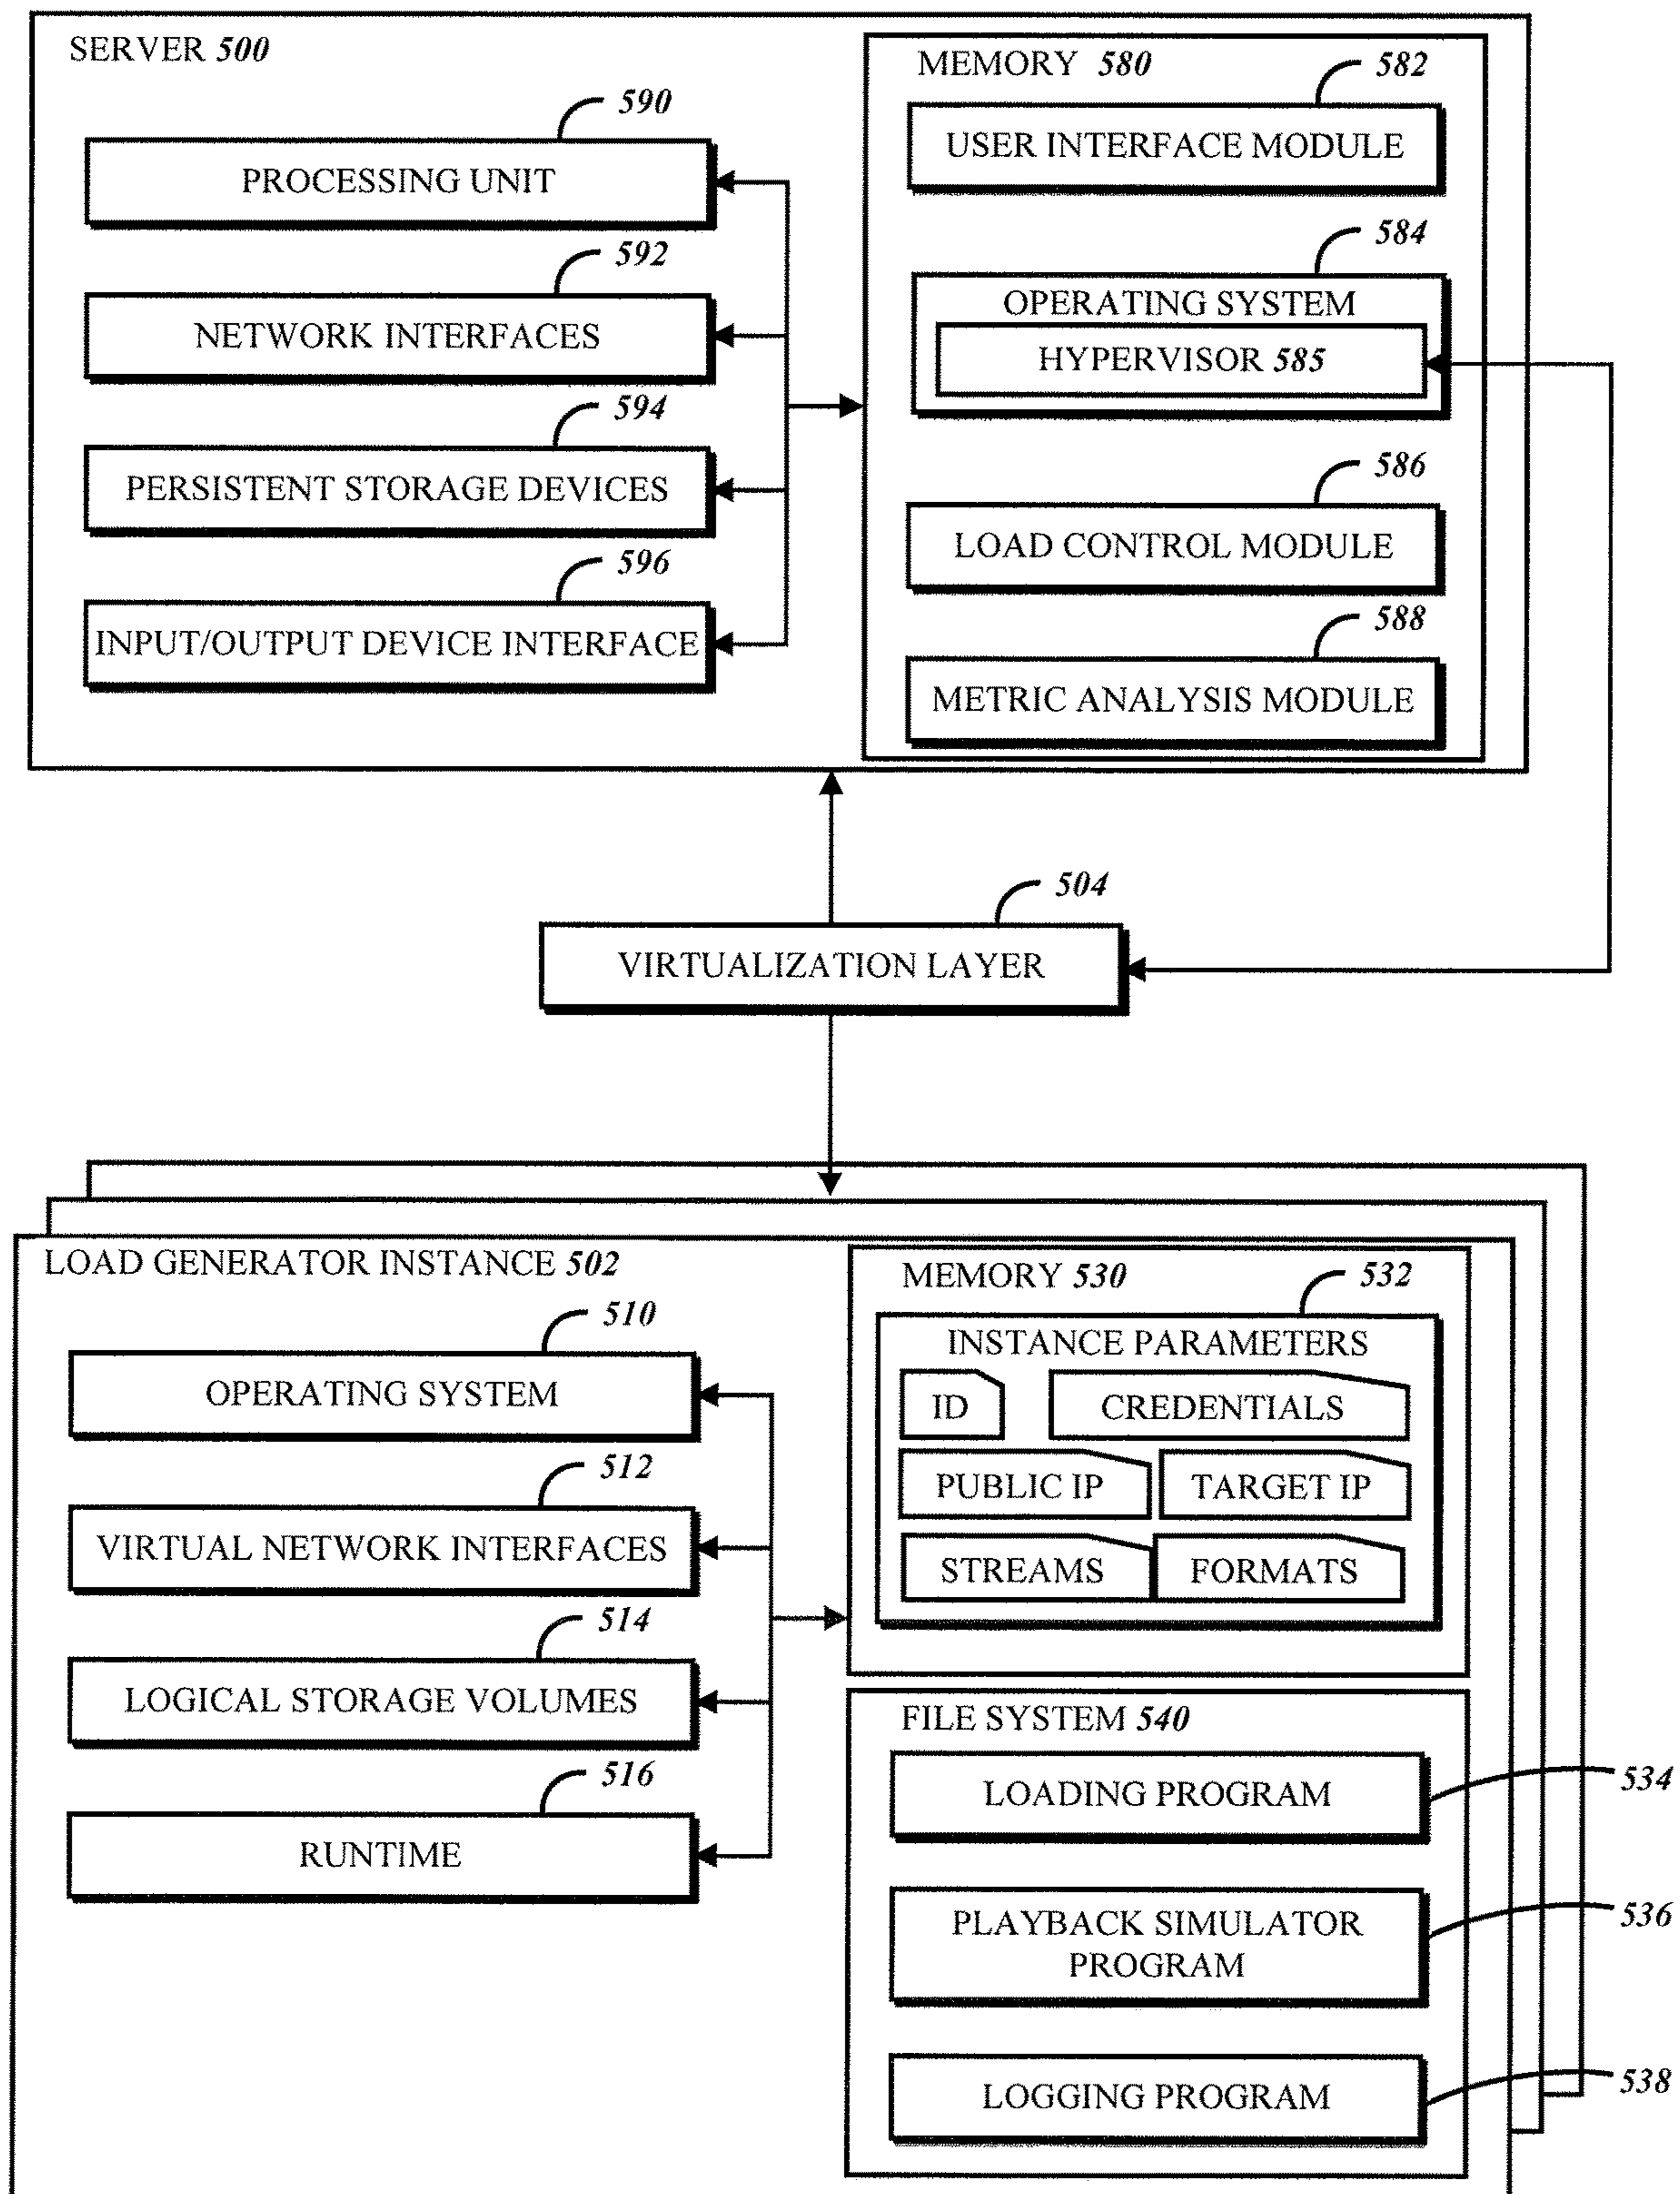 SERVER 500
590
PROCESSING UNIT
592
NETWORK INTERFACES
594
PERSISTENT STORAGE DEVICES
596
INPUT/OUTPUT DEVICE INTERFACE
MEMORY 580
582
USER INTERFACE MODULE
584
OPERATING SYSTEM
HYPERVISOR 585
586
LOAD CONTROL MODULE
588
METRIC ANALYSIS MODULE
504
VIRTUALIZATION LAYER
LOAD GENERATOR INSTANCE 502
510
OPERATING SYSTEM
512
VIRTUAL NETWORK INTERFACES
514
LOGICAL STORAGE VOLUMES
516
RUNTIME
MEMORY 530
532
INSTANCE PARAMETERS
ID
CREDENTIALS
PUBLIC IP
TARGET IP
STREAMS
FORMATS
FILE SYSTEM 540
LOADING PROGRAM
534
PLAYBACK SIMULATOR
PROGRAM
536
LOGGING PROGRAM
538